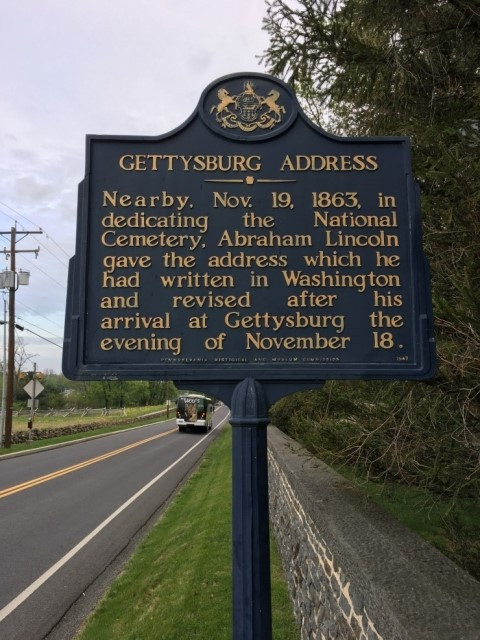 GETTYSBURG ADDRESS
Nearby, Nov. 19, 1863, in
dedicating the National
Cemetery, Abraham Lincoln
gave the address which he
had written in Washington
and revised after his
arrival at Gettysburg the
evening of November 18.
PENNSYLVANIA HISTORICAL AND MUSEUM COMMISSION 1947